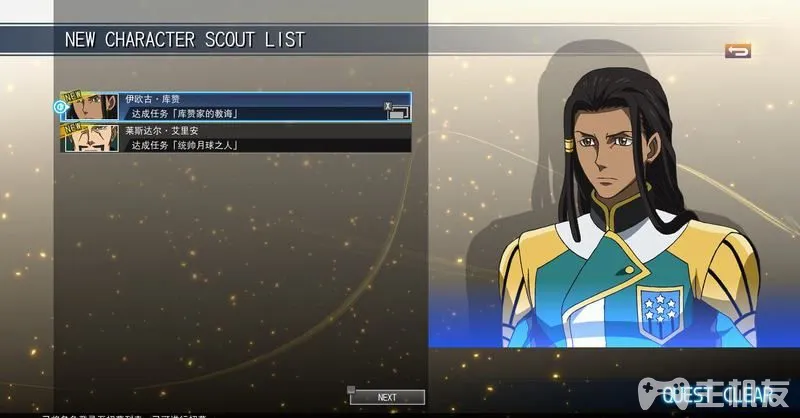 NEW CHARACTER SCOUT LIST
NEW
伊欧古·库赞
达成任务「库赞家的教诲」
X
NEW
莱斯达尔·艾里安
达成任务「统帅月球之人」
NEXT
QUEST CLEAR
主机友